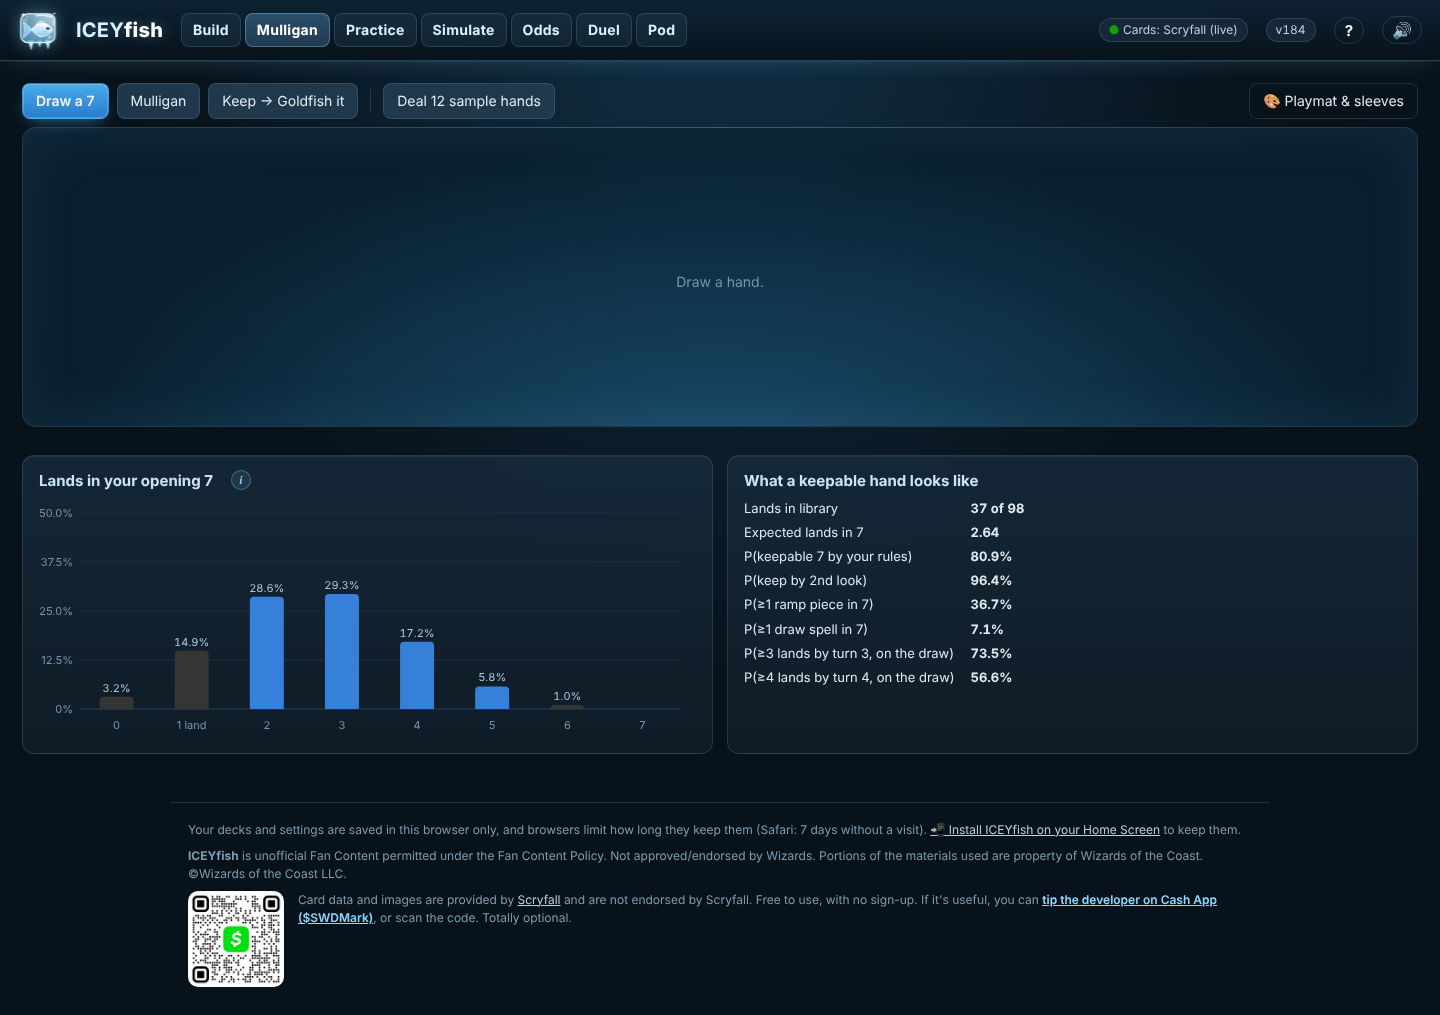 ICEYfish
Build
Mulligan
Practice
Simulate
Odds
Duel
Pod
Cards: Scryfall (live)
v184
?
Draw a 7
Mulligan
Keep → Goldfish it
Deal 12 sample hands
Playmat & sleeves
Draw a hand.
Lands in your opening 7
i
50.0%
37.5%
25.0%
12.5%
0%
3.2%
14.9%
28.6%
29.3%
17.2%
5.8%
1.0%
0
1 land
2
3
4
5
6
7
What a keepable hand looks like
Lands in library 37 of 98
Expected lands in 7 2.64
P(keepable 7 by your rules) 80.9%
P(keep by 2nd look) 96.4%
P(≥1 ramp piece in 7) 36.7%
P(≥1 draw spell in 7) 7.1%
P(≥3 lands by turn 3, on the draw) 73.5%
P(≥4 lands by turn 4, on the draw) 56.6%
Your decks and settings are saved in this browser only, and browsers limit how long they keep them (Safari: 7 days without a visit). Install ICEYfish on your Home Screen to keep them.
ICEYfish is unofficial Fan Content permitted under the Fan Content Policy. Not approved/endorsed by Wizards. Portions of the materials used are property of Wizards of the Coast.
©Wizards of the Coast LLC.
Card data and images are provided by Scryfall and are not endorsed by Scryfall. Free to use, with no sign-up. If it's useful, you can tip the developer on Cash App
($SWDMark), or scan the code. Totally optional.
$